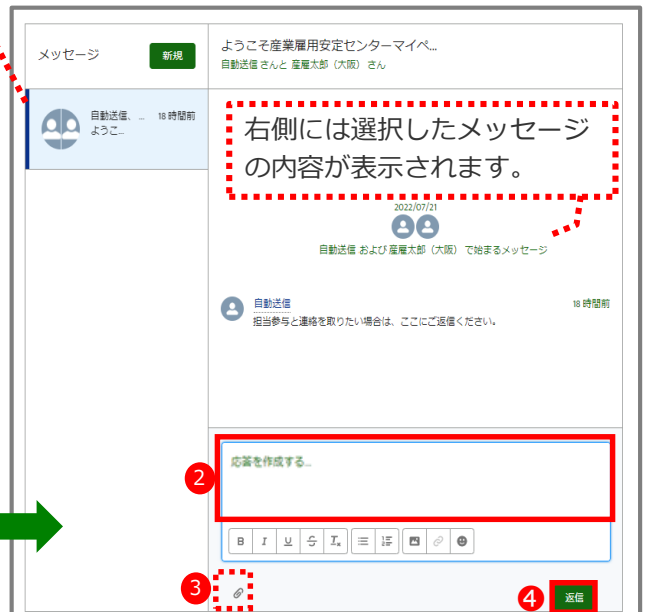 メッセージ
新規
ようこそ産業雇用安定センターマイペ...
自動送信 さんと 産雇太郎（大阪） さん
自動送信、 ... 18 時間前
ようこ...
右側には選択したメッセージ
の内容が表示されます。
2022/07/21
自動送信 および 産雇太郎（大阪） で始まるメッセージ
自動送信 18 時間前
担当参与と連絡を取りたい場合は、ここにご返信ください。
2
応答を作成する...
B I U S Tx
3
4 返信